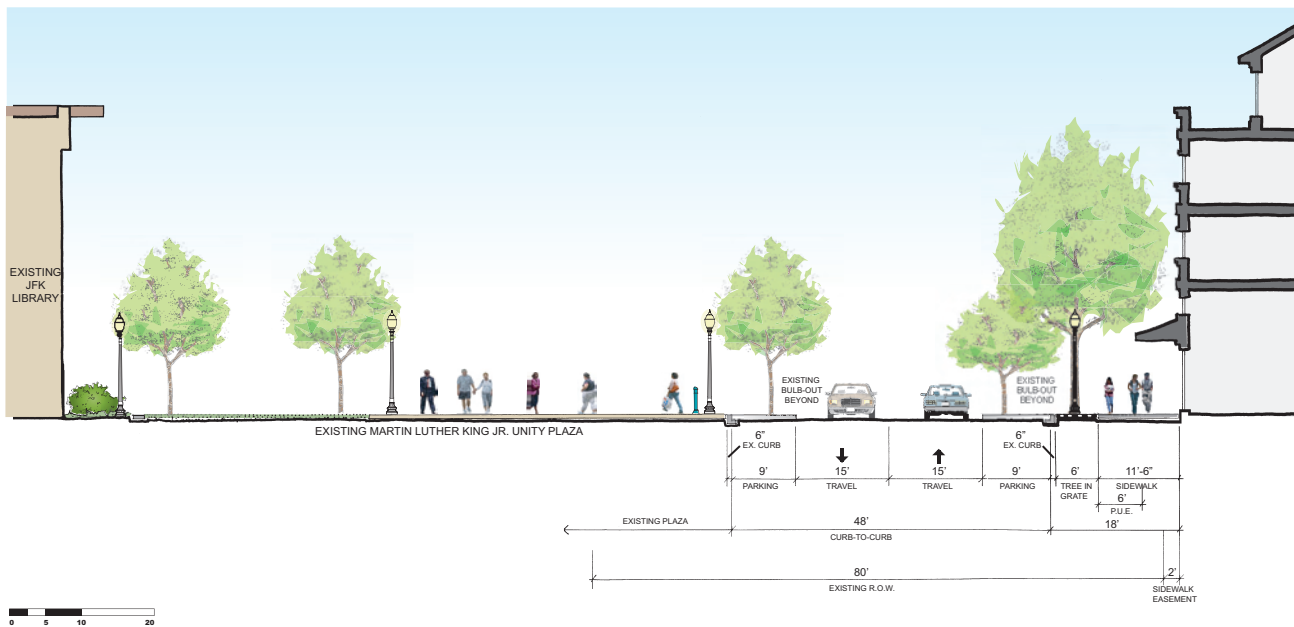 EXISTING
JFK
LIBRARY
EXISTING
BULB-OUT
BEYOND
EXISTING
BULB-OUT
BEYOND
EXISTING MARTIN LUTHER KING JR. UNITY PLAZA
6”
EX. CURB
6”
EX. CURB
9’
15’
15’
9’
6’
11’-6”
PARKING
TRAVEL
TRAVEL
PARKING
TREE IN
GRATE
SIDEWALK
6’
P.U.E.
EXISTING PLAZA
48’
18’
CURB-TO-CURB
80’
2’
EXISTING R.O.W.
SIDEWALK
EASEMENT
0 5 10 20